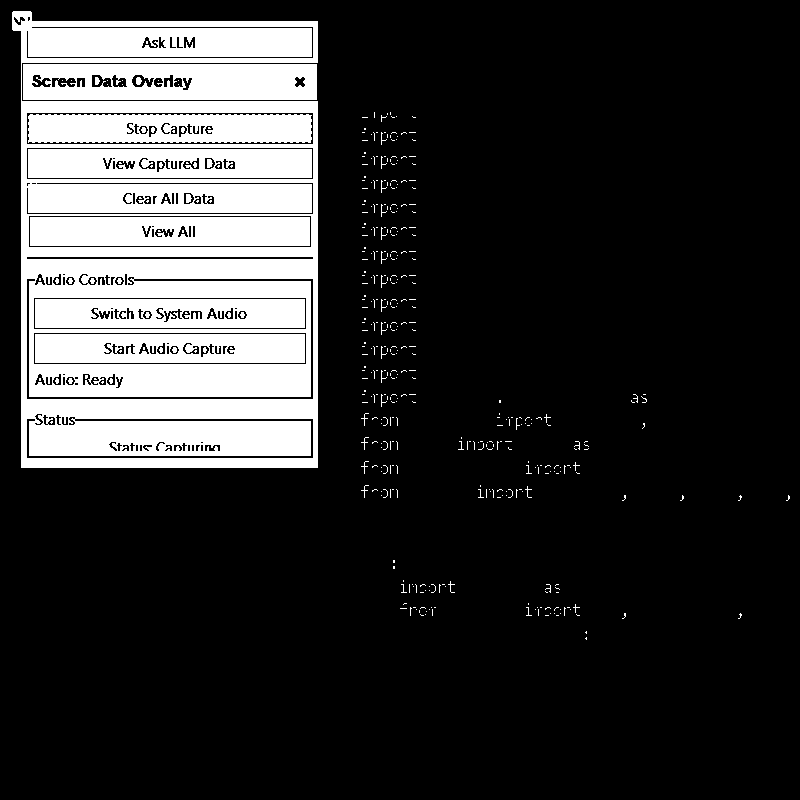 Ask LLM
Screen Data Overlay
Stop Capture
View Captured Data
Clear All Data
View All
Audio Controls
Switch to System Audio
Start Audio Capture
Audio: Ready
Status
Status: Capturing
import
import
import
import
import
import
import
import
import
import
import
import
import . as
from import ,
from import as
from import
from import , , , ,
:
import as
from import , ,
: